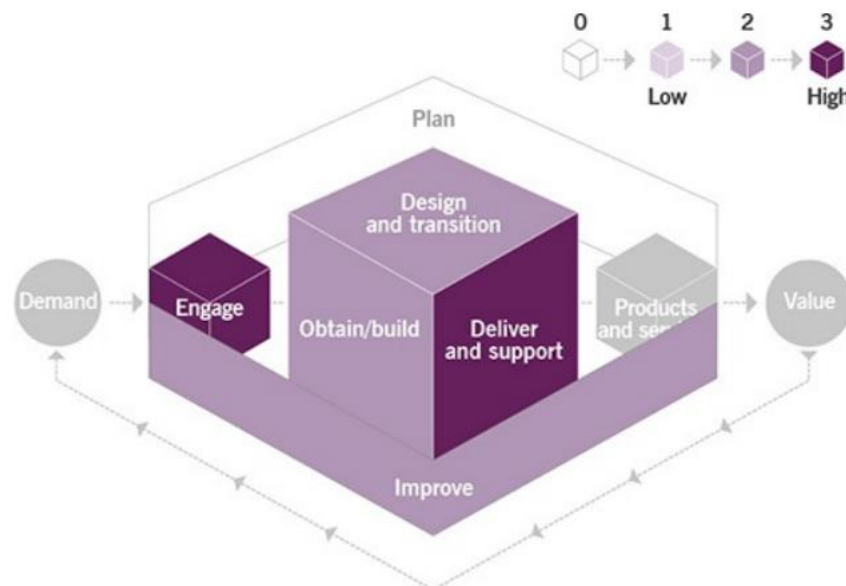 0 1 2 3
Low High
Plan
Design
and transition
Demand
Engage
Obtain/build
Deliver
and support
Products
and
Value
Improve